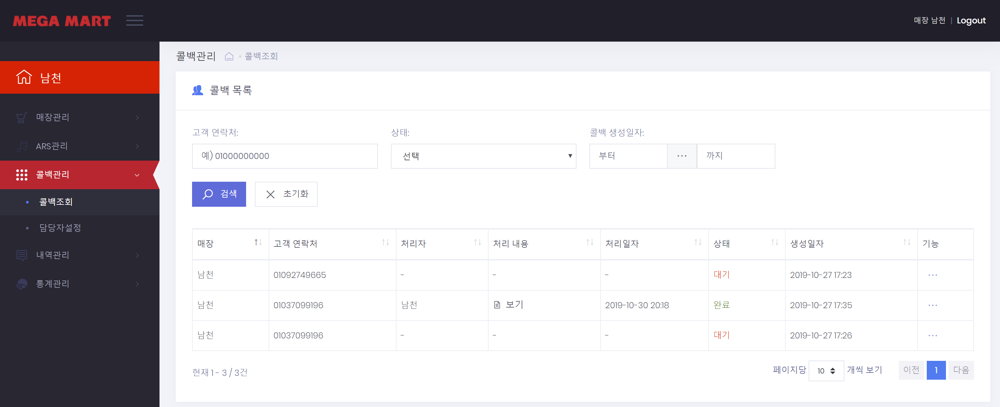 MEGA MART
매장 남천 | Logout
남천
매장관리
ARS관리
콜백관리
콜백조회
담당자설정
내역관리
통계관리
콜백관리 • 콜백조회
콜백 목록
고객 연락처: 상태: 콜백 생성일자:
예) 01000000000 선택 부터 ... 까지
검색 초기화
매장 고객 연락처 처리자 처리 내용 처리일자 상태 생성일자 기능
남천 01092749665 - - - 대기 2019-10-27 17:23 ...
남천 01037099196 남천 보기 2019-10-30 20:18 완료 2019-10-27 17:35 ...
남천 01037099196 - - - 대기 2019-10-27 17:26 ...
현재 1 - 3 / 3건 페이지당 10 개씩 보기 이전 1 다음